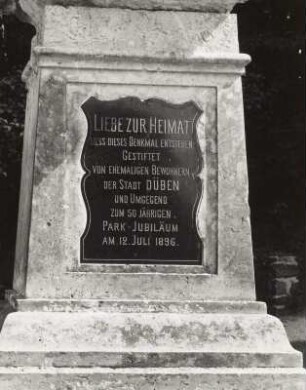 LIEBE ZUR HEIMAT
LIESS DIESES DENKMAL ENTSTEHEN.
GESTIFTET
VON EHEMALIGEN BEWOHNERN
DER STADT DÜBEN
UND UMGEGEND
ZUM 50 JÄHRIGEN
PARK-JUBILÄUM
AM 12. JULI 1896.